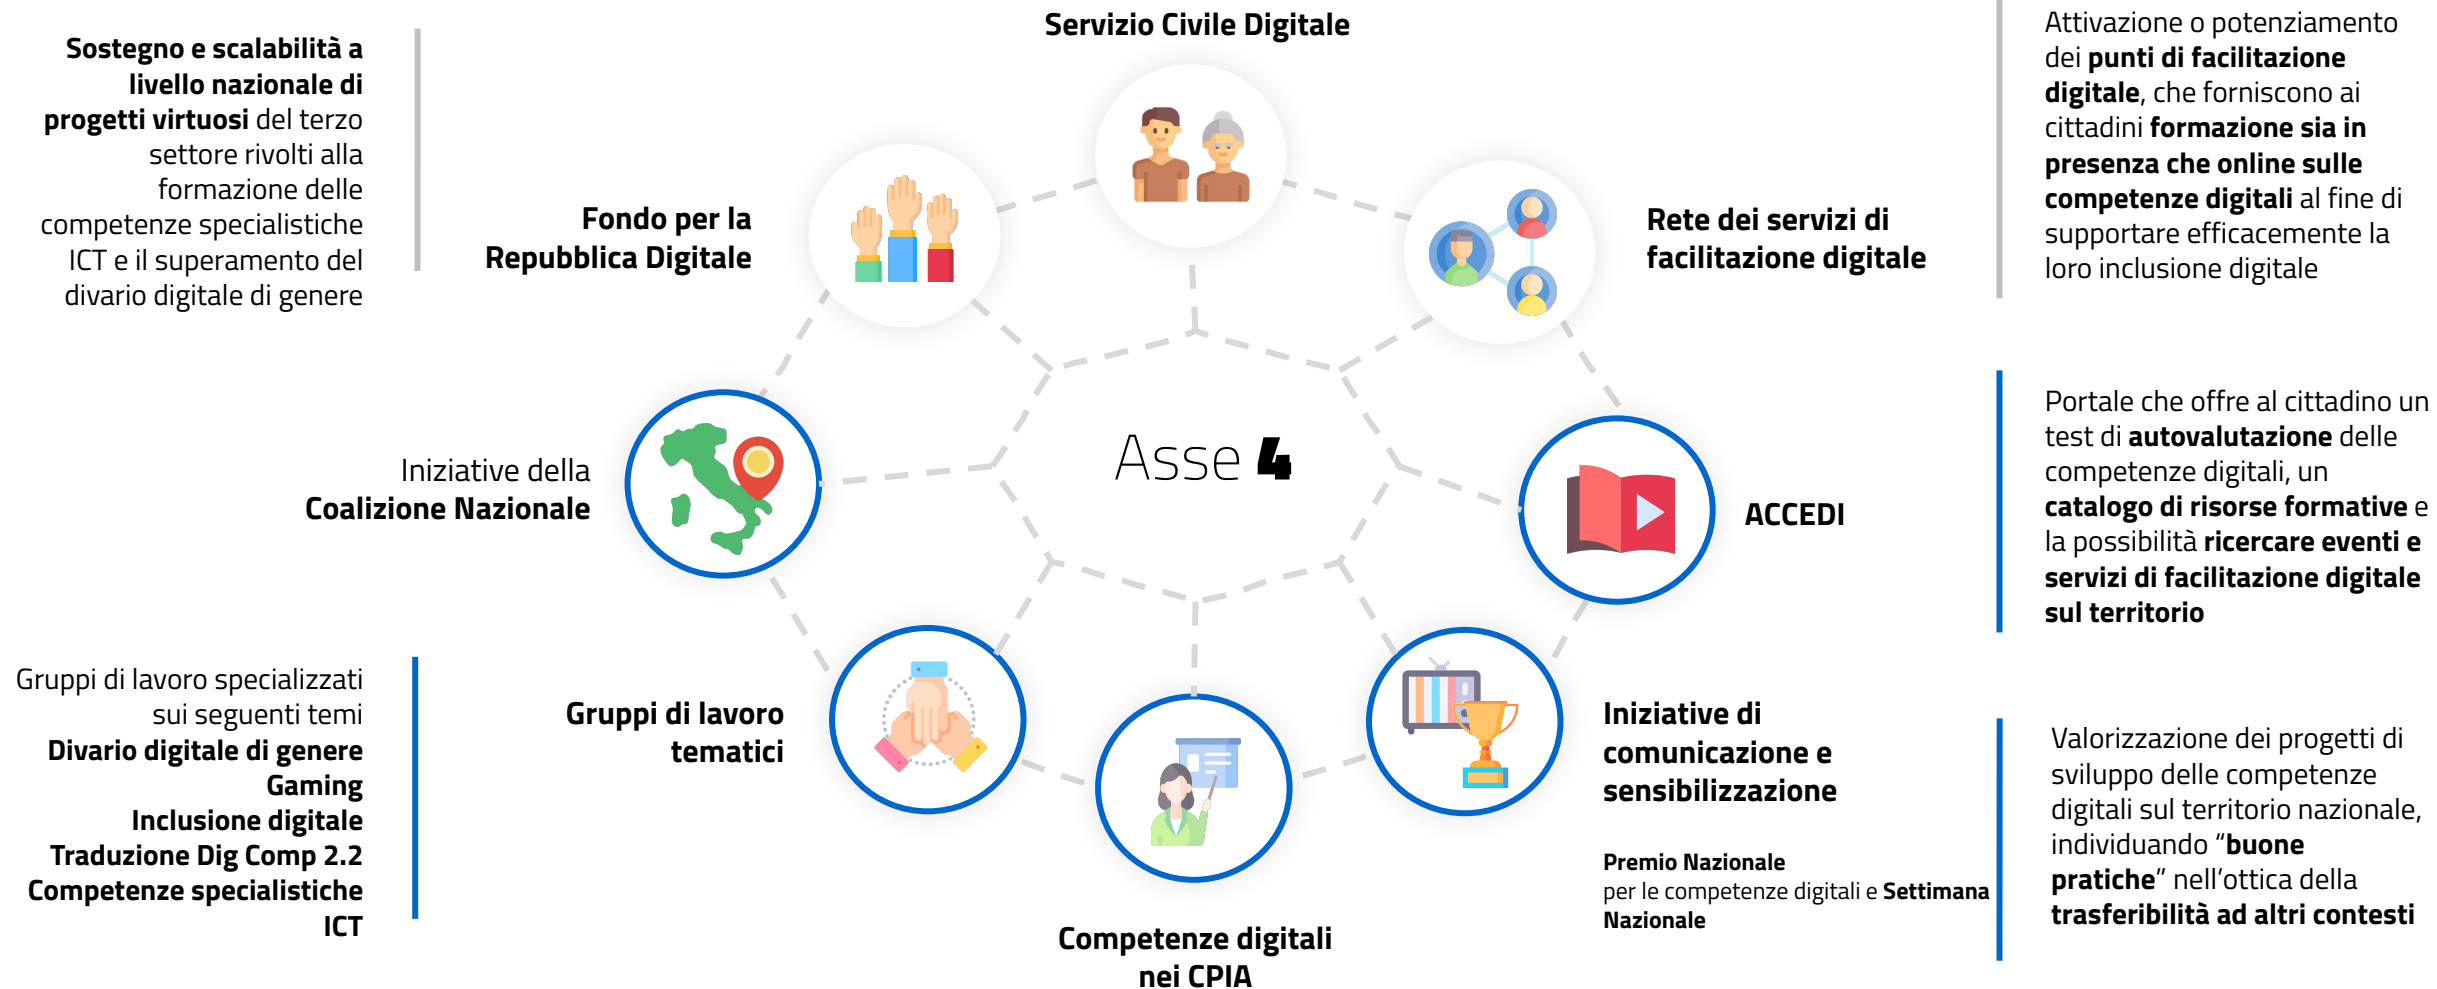 Servizio Civile Digitale
Sostegno e scalabilità a
livello nazionale di
progetti virtuosi del terzo
settore rivolti alla
formazione delle
competenze specialistiche
ICT e il superamento del
divario digitale di genere
Fondo per la
Repubblica Digitale
Rete dei servizi di
facilitazione digitale
Attivazione o potenziamento
dei punti di facilitazione
digitale, che forniscono ai
cittadini formazione sia in
presenza che online sulle
competenze digitali al fine di
supportare efficacemente la
loro inclusione digitale
Iniziative della
Coalizione Nazionale
Asse 4
ACCEDI
Portale che offre al cittadino un
test di autovalutazione delle
competenze digitali, un
catalogo di risorse formative e
la possibilità ricercare eventi e
servizi di facilitazione digitale
sul territorio
Gruppi di lavoro specializzati
sui seguenti temi
Divario digitale di genere
Gaming
Inclusione digitale
Traduzione Dig Comp 2.2
Competenze specialistiche
ICT
Gruppi di lavoro
tematici
Competenze digitali
nei CPIA
Iniziative di
comunicazione e
sensibilizzazione
Premio Nazionale
per le competenze digitali e Settimana
Nazionale
Valorizzazione dei progetti di
sviluppo delle competenze
digitali sul territorio nazionale,
individuando “buone
pratiche” nell’ottica della
trasferibilità ad altri contesti